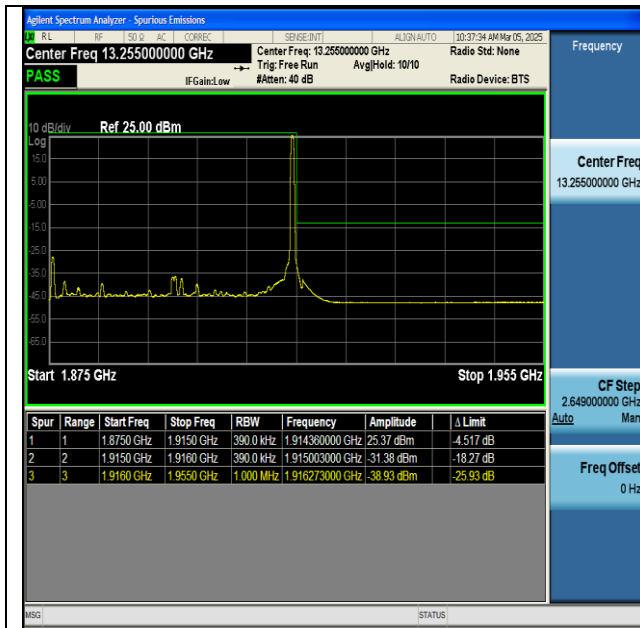 Agilent Spectrum Analyzer - Spurious Emissions
RL RF 50 Ω AC CORREC SENSE:INT ALIGN AUTO 10:37:34 AM Mar 05, 2025
Center Freq 13.255000000 GHz Center Freq: 13.255000000 GHz Radio Std: None
Trig: Free Run Avg|Hold: 10/10
PASS IFGain:Low #Atten: 40 dB Radio Device: BTS
Frequency
10 dB/div Ref 25.00 dBm
Log
15.0
5.00
-5.00
-15.0
-25.0
-35.0
-45.0
-55.0
-65.0
Start 1.875 GHz Stop 1.955 GHz
Center Freq
13.255000000 GHz
CF Step
2.649000000 GHz
Auto Man
Freq Offset
0 Hz
Spur Range Start Freq Stop Freq RBW Frequency Amplitude Δ Limit
1 1 1.8750 GHz 1.9150 GHz 390.0 kHz 1.914360000 GHz 25.37 dBm -4.517 dB
2 2 1.9150 GHz 1.9160 GHz 390.0 kHz 1.915003000 GHz -31.38 dBm -18.27 dB
3 3 1.9160 GHz 1.9550 GHz 1.000 MHz 1.916273000 GHz -38.93 dBm -25.93 dB
MSG STATUS